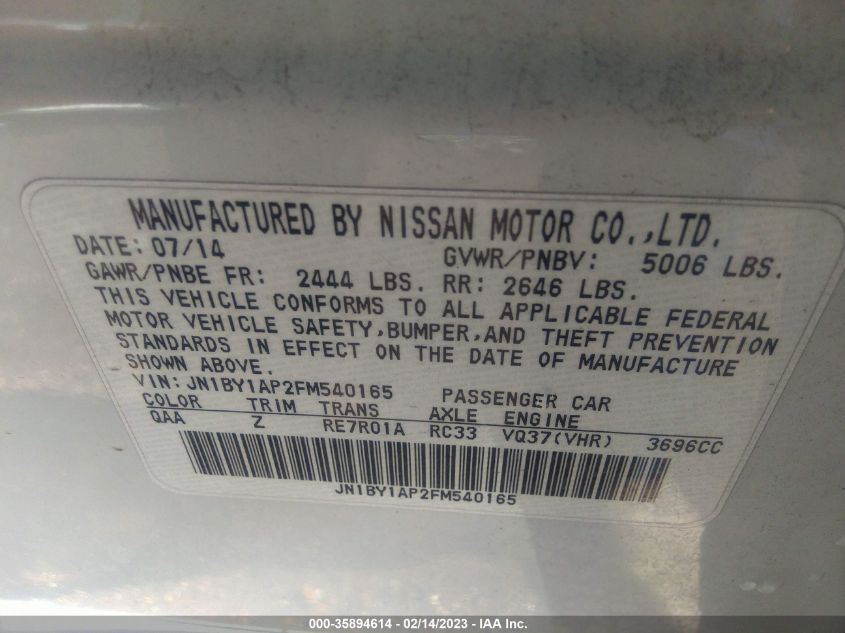 MANUFACTURED BY NISSAN MOTOR CO.,LTD.
DATE: 07/14 GVWR/PNBV: 5006 LBS.
GAWR/PNBE FR: 2444 LBS. RR: 2646 LBS.
THIS VEHICLE CONFORMS TO ALL APPLICABLE FEDERAL
MOTOR VEHICLE SAFETY,BUMPER,AND THEFT PREVENTION
STANDARDS IN EFFECT ON THE DATE OF MANUFACTURE
SHOWN ABOVE.
VIN: JN1BY1AP2FM540165 PASSENGER CAR
COLOR TRIM TRANS AXLE ENGINE
QAA Z RE7R01A RC33 VQ37(VHR) 3696CC
JN1BY1AP2FM540165
000-35894614 - 02/14/2023 - IAA Inc.